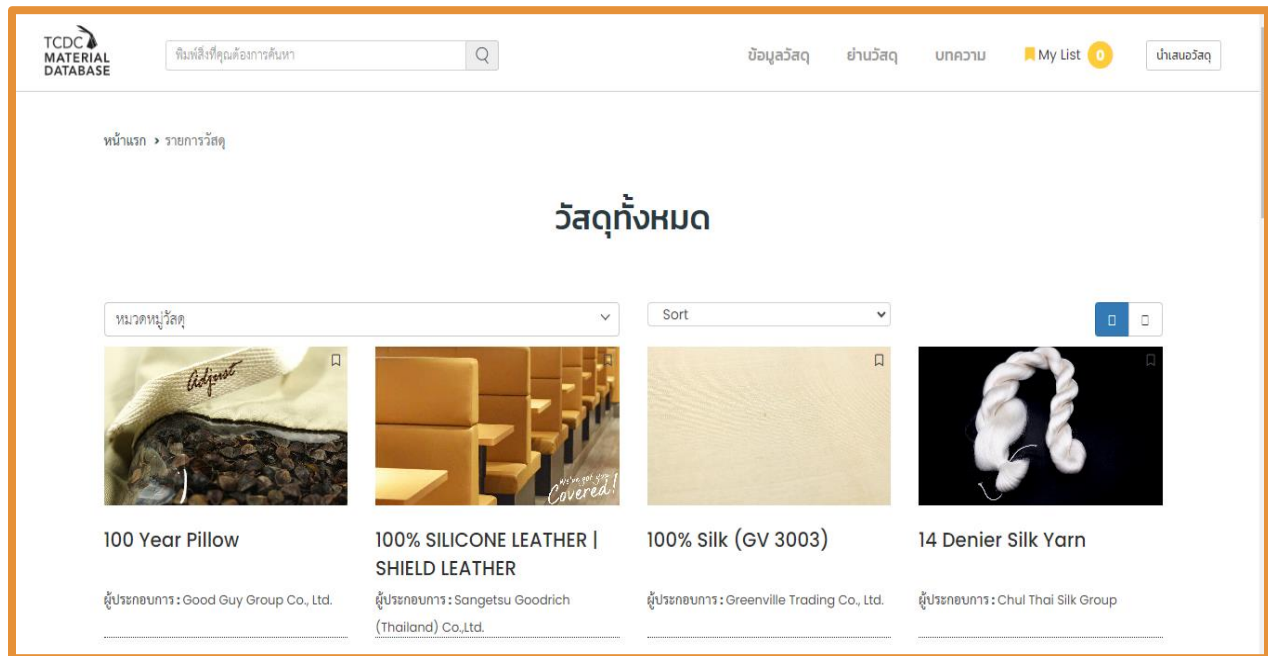 TCDC
MATERIAL
DATABASE
พิมพ์สิ่งที่คุณต้องการค้นหา
ข้อมูลวัสดุ ย่านวัสดุ บทความ My List 0 นำเสนอวัสดุ
หน้าแรก > รายการวัสดุ
วัสดุทั้งหมด
หมวดหมู่วัสดุ
Sort
Adjust
We've got you
Covered!
100 Year Pillow
100% SILICONE LEATHER |
SHIELD LEATHER
100% Silk (GV 3003)
14 Denier Silk Yarn
ผู้ประกอบการ : Good Guy Group Co., Ltd.
ผู้ประกอบการ : Sangetsu Goodrich
(Thailand) Co.,Ltd.
ผู้ประกอบการ : Greenville Trading Co., Ltd.
ผู้ประกอบการ : Chul Thai Silk Group